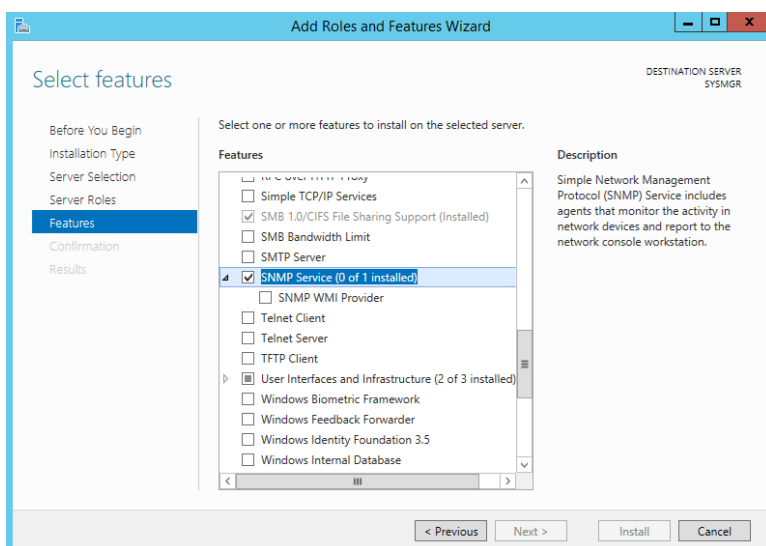 Add Roles and Features Wizard
Select features
DESTINATION SERVER
SYSMGR
Before You Begin
Installation Type
Server Selection
Server Roles
Features
Confirmation
Results
Select one or more features to install on the selected server.
Features
RPC over HTTP Proxy
Simple TCP/IP Services
SMB 1.0/CIFS File Sharing Support (Installed)
SMB Bandwidth Limit
SMTP Server
SNMP Service (0 of 1 installed)
SNMP WMI Provider
Telnet Client
Telnet Server
TFTP Client
User Interfaces and Infrastructure (2 of 3 installed)
Windows Biometric Framework
Windows Feedback Forwarder
Windows Identity Foundation 3.5
Windows Internal Database
Description
Simple Network Management
Protocol (SNMP) Service includes
agents that monitor the activity in
network devices and report to the
network console workstation.
< Previous
Next >
Install
Cancel